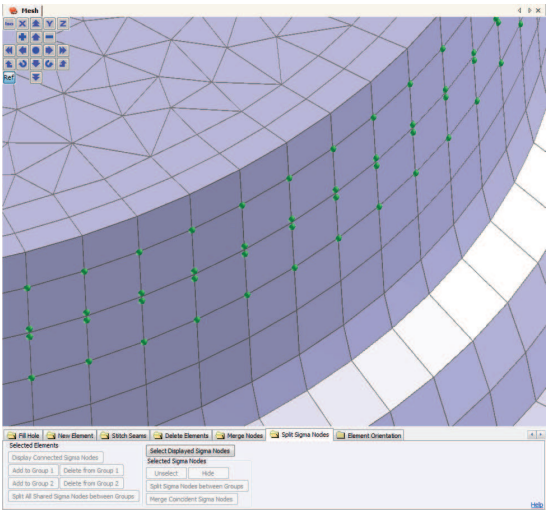 Mesh
X Y Z
Ref
Fill Hole New Element Stitch Seams Delete Elements Merge Nodes Split Sigma Nodes Element Orientation
Selected Elements
Display Connected Sigma Nodes
Add to Group 1 Delete from Group 1
Add to Group 2 Delete from Group 2
Split All Shared Sigma Nodes between Groups
Select Displayed Sigma Nodes
Selected Sigma Nodes
Unselect Hide
Split Sigma Nodes between Groups
Merge Coincident Sigma Nodes
Help